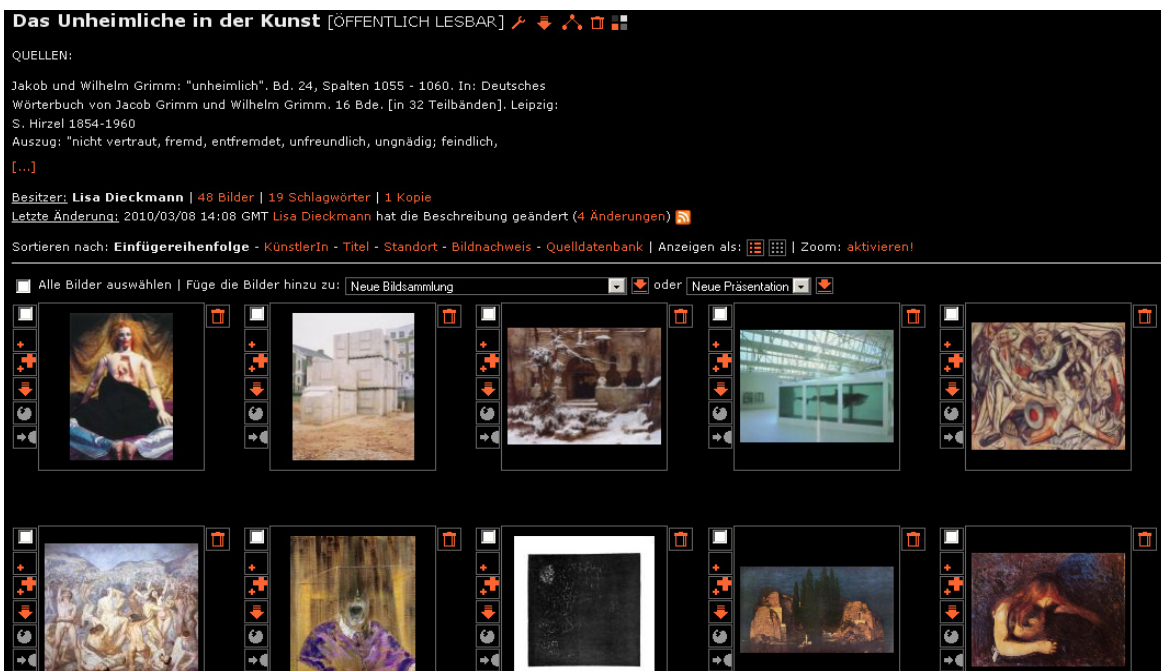 Das Unheimliche in der Kunst [ÖFFENTLICH LESBAR]
QUELLEN:
Jakob und Wilhelm Grimm: "unheimlich". Bd. 24, Spalten 1055 - 1060. In: Deutsches
Wörterbuch von Jacob Grimm und Wilhelm Grimm. 16 Bde. [in 32 Teilbänden]. Leipzig:
S. Hirzel 1854-1960
Auszug: "nicht vertraut, fremd, entfremdet, unfreundlich, ungnädig; feindlich,
[...]
Besitzer: Lisa Dieckmann | 48 Bilder | 19 Schlagwörter | 1 Kopie
Letzte Änderung: 2010/03/08 14:08 GMT Lisa Dieckmann hat die Beschreibung geändert (4 Änderungen)
Sortieren nach: Einfügereihenfolge - KünstlerIn - Titel - Standort - Bildnachweis - Quelldatenbank | Anzeigen als: | Zoom: aktivieren!
Alle Bilder auswählen | Füge die Bilder hinzu zu: Neue Bildsammlung oder Neue Präsentation